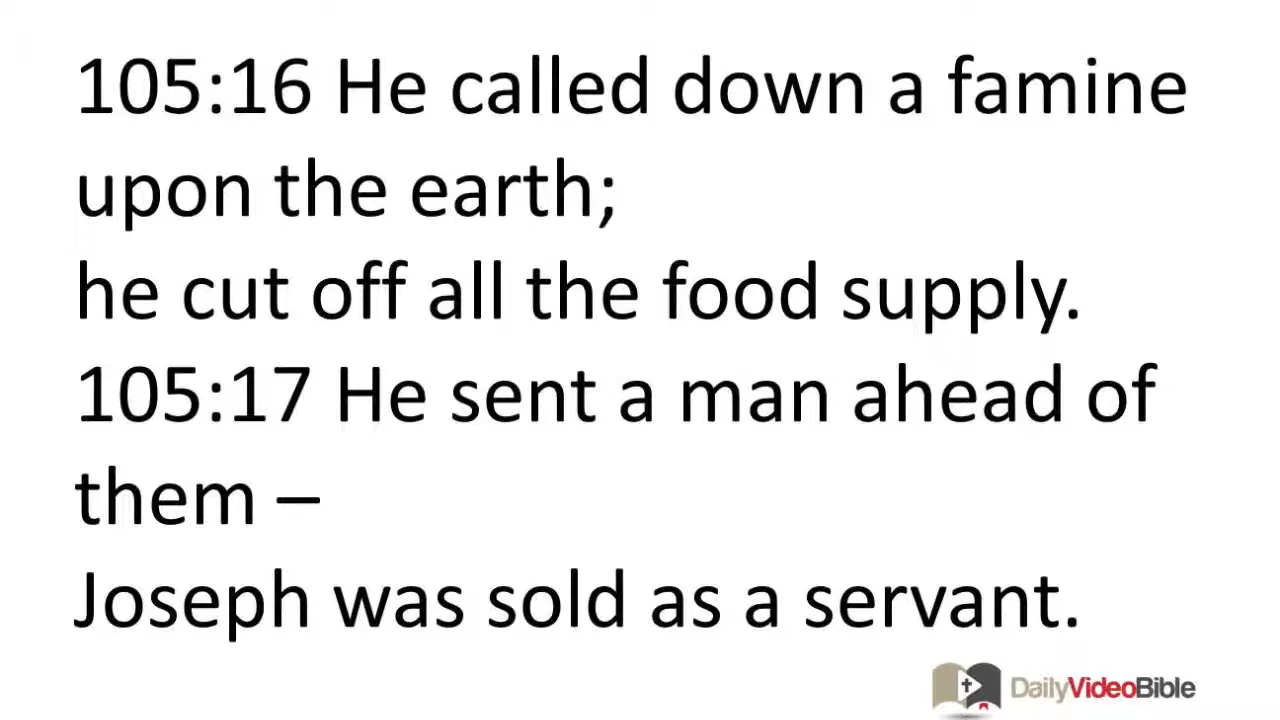 105:16 He called down a famine
upon the earth;
he cut off all the food supply.
105:17 He sent a man ahead of
them –
Joseph was sold as a servant.
DailyVideoBible